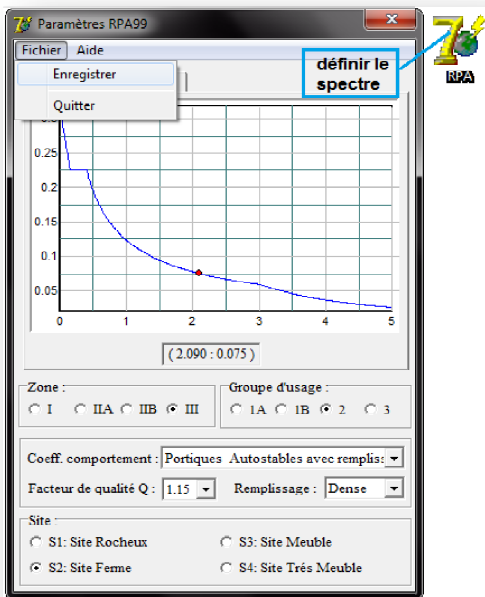 Paramètres RPA99
Fichier Aide
Enregistrer
Quitter
définir le
spectre
RPA
0.25
0.2
0.15
0.1
0.05
0 1 2 3 4 5
( 2.090 : 0.075 )
Zone :
I IIA IIB III
Groupe d'usage :
1A 1B 2 3
Coeff. comportement : Portiques Autostables avec remplis
Facteur de qualité Q : 1.15 Remplissage : Dense
Site :
S1: Site Rocheux S3: Site Meuble
S2: Site Ferme S4: Site Trés Meuble